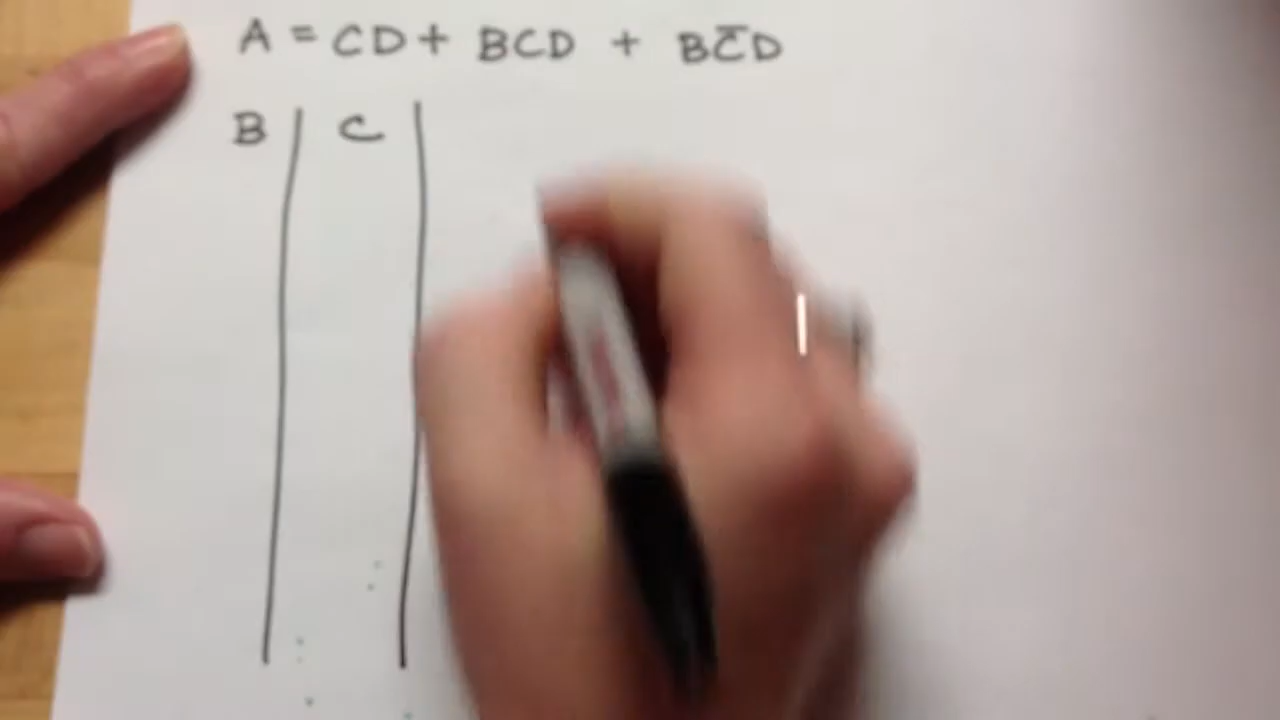 A = CD + BCD + BC̅D
B C